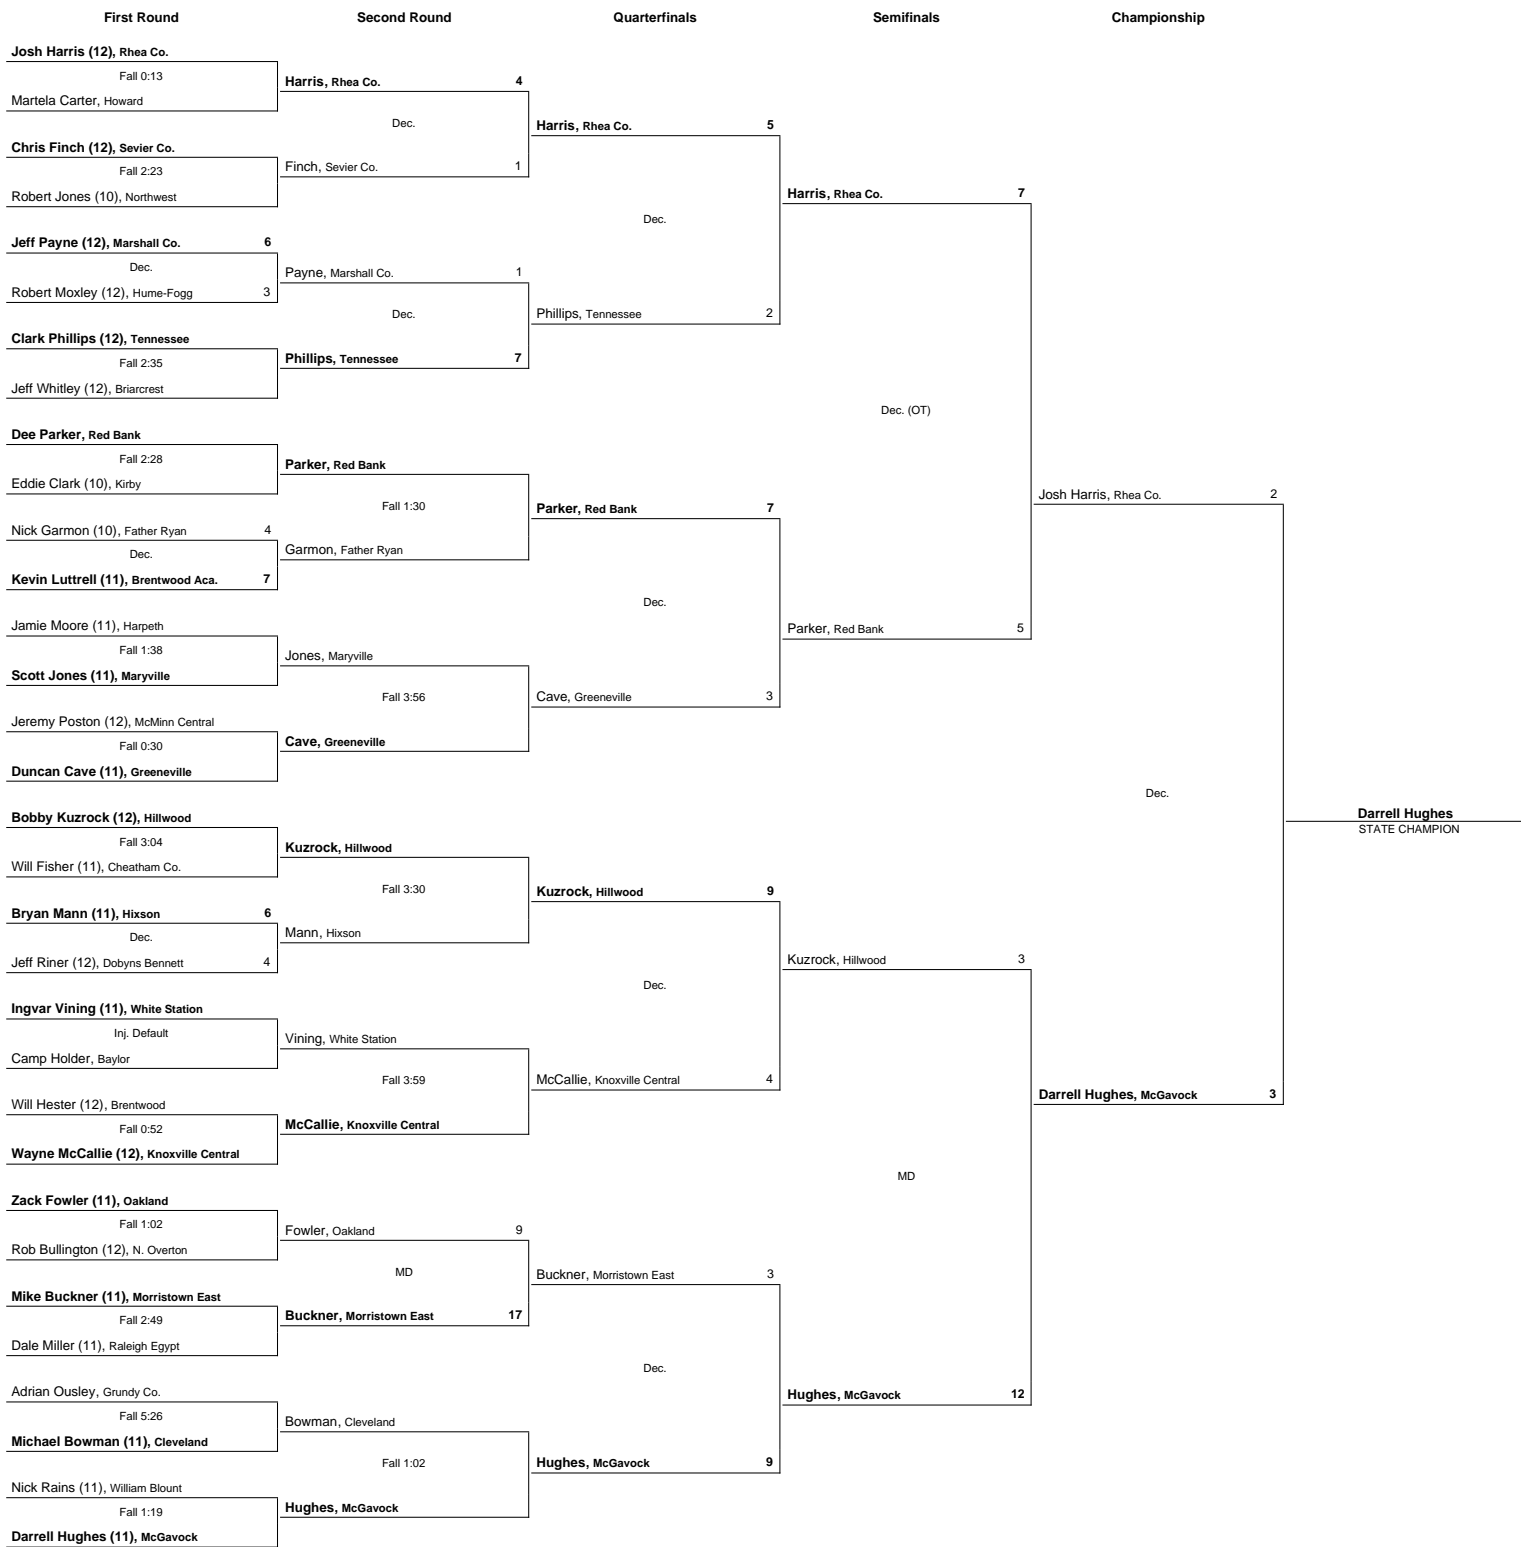 First Round
Second Round
Quarterfinals
Semifinals
Championship
Josh Harris (12), Rhea Co.
Fall 0:13
Martela Carter, Howard
Chris Finch (12), Sevier Co.
Fall 2:23
Robert Jones (10), Northwest
Jeff Payne (12), Marshall Co. 6
Dec.
Robert Moxley (12), Hume-Fogg 3
Clark Phillips (12), Tennessee
Fall 2:35
Jeff Whitley (12), Briarcrest
Dee Parker, Red Bank
Fall 2:28
Eddie Clark (10), Kirby
Nick Garmon (10), Father Ryan 4
Dec.
Kevin Luttrell (11), Brentwood Aca. 7
Jamie Moore (11), Harpeth
Fall 1:38
Scott Jones (11), Maryville
Jeremy Poston (12), McMinn Central
Fall 0:30
Duncan Cave (11), Greeneville
Bobby Kuzrock (12), Hillwood
Fall 3:04
Will Fisher (11), Cheatham Co.
Bryan Mann (11), Hixson 6
Dec.
Jeff Riner (12), Dobyns Bennett 4
Ingvar Vining (11), White Station
Inj. Default
Camp Holder, Baylor
Will Hester (12), Brentwood
Fall 0:52
Wayne McCallie (12), Knoxville Central
Zack Fowler (11), Oakland
Fall 1:02
Rob Bullington (12), N. Overton
Mike Buckner (11), Morristown East
Fall 2:49
Dale Miller (11), Raleigh Egypt
Adrian Ousley, Grundy Co.
Fall 5:26
Michael Bowman (11), Cleveland
Nick Rains (11), William Blount
Fall 1:19
Darrell Hughes (11), McGavock
Harris, Rhea Co. 4
Dec.
Finch, Sevier Co. 1
Payne, Marshall Co. 1
Dec.
Phillips, Tennessee 7
Parker, Red Bank
Fall 1:30
Garmon, Father Ryan
Jones, Maryville
Fall 3:56
Cave, Greeneville
Kuzrock, Hillwood
Fall 3:30
Mann, Hixson
Vining, White Station
Fall 3:59
McCallie, Knoxville Central
Fowler, Oakland 9
MD
Buckner, Morristown East 17
Bowman, Cleveland
Fall 1:02
Hughes, McGavock
Harris, Rhea Co. 5
Dec.
Phillips, Tennessee 2
Parker, Red Bank 7
Dec.
Cave, Greeneville 3
Kuzrock, Hillwood 9
Dec.
McCallie, Knoxville Central 4
Buckner, Morristown East 3
Dec.
Hughes, McGavock 9
Harris, Rhea Co. 7
Dec. (OT)
Parker, Red Bank 5
Kuzrock, Hillwood 3
MD
Hughes, McGavock 12
Josh Harris, Rhea Co. 2
Dec.
Darrell Hughes, McGavock 3
Darrell Hughes
STATE CHAMPION